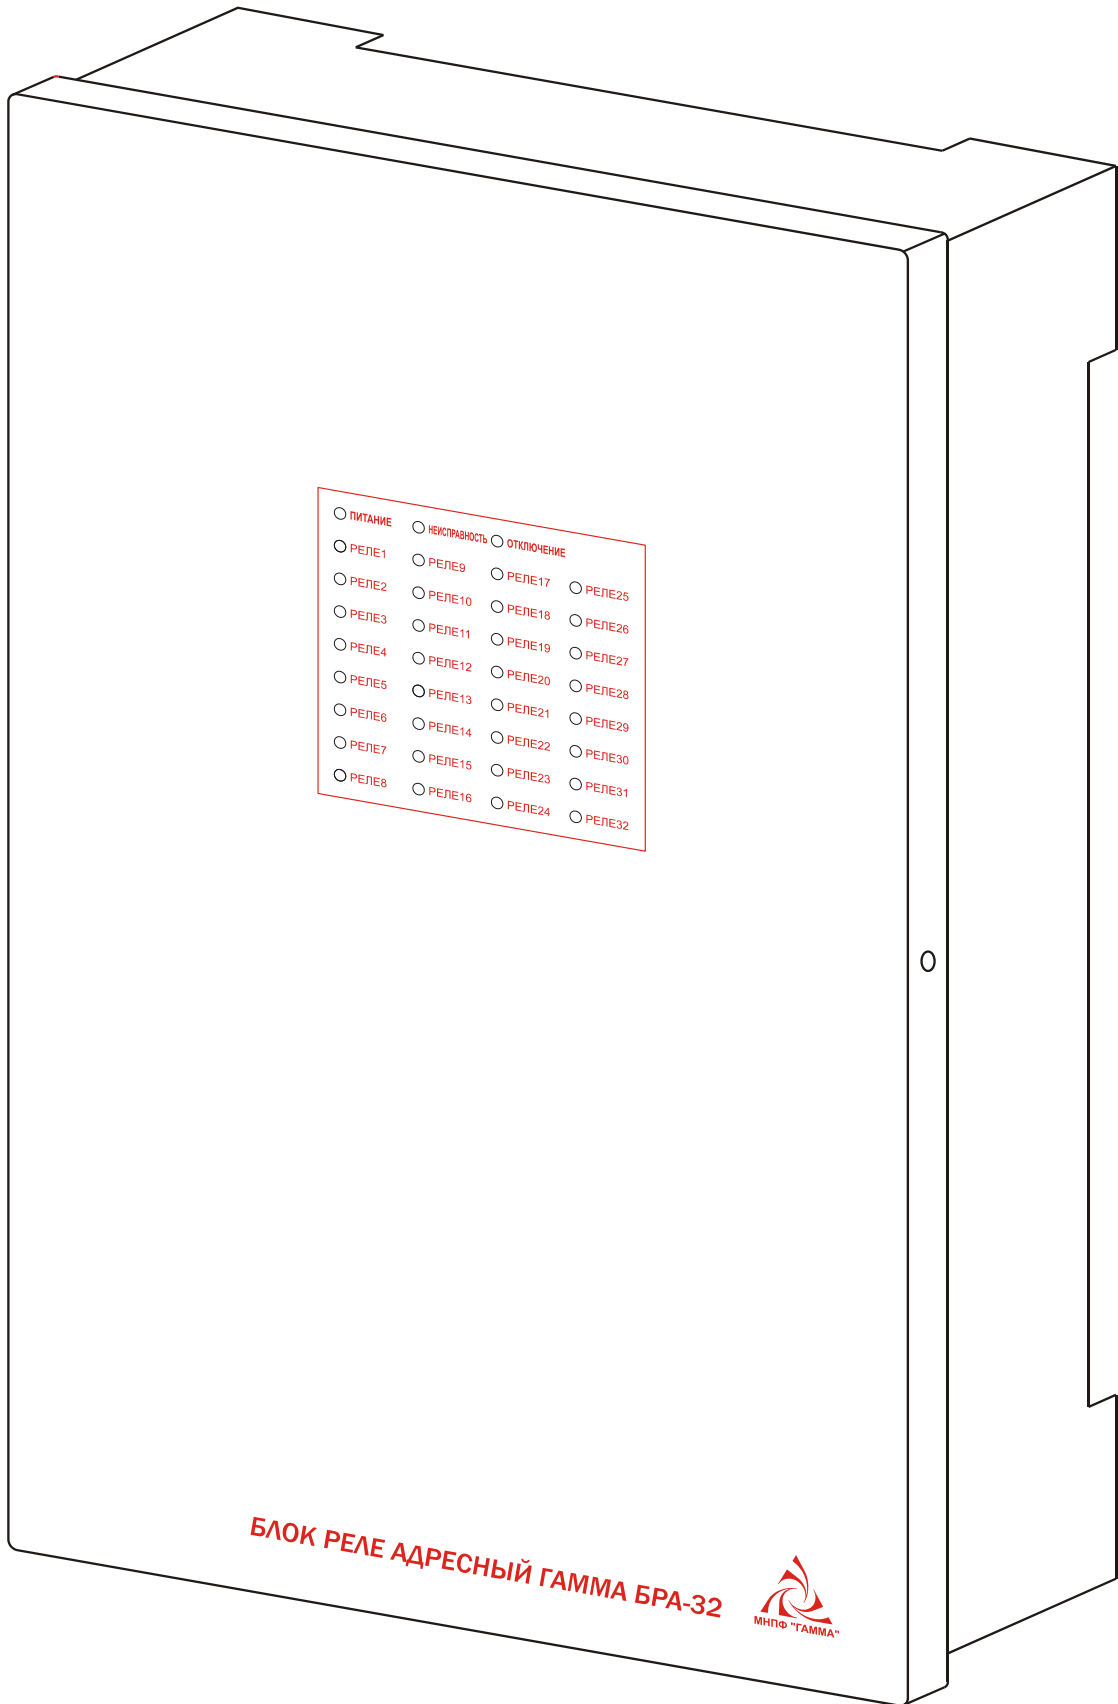 ПИТАНИЕ НЕИСПРАВНОСТЬ ОТКЛЮЧЕНИЕ
РЕЛЕ1 РЕЛЕ9 РЕЛЕ17 РЕЛЕ25
РЕЛЕ2 РЕЛЕ10 РЕЛЕ18 РЕЛЕ26
РЕЛЕ3 РЕЛЕ11 РЕЛЕ19 РЕЛЕ27
РЕЛЕ4 РЕЛЕ12 РЕЛЕ20 РЕЛЕ28
РЕЛЕ5 РЕЛЕ13 РЕЛЕ21 РЕЛЕ29
РЕЛЕ6 РЕЛЕ14 РЕЛЕ22 РЕЛЕ30
РЕЛЕ7 РЕЛЕ15 РЕЛЕ23 РЕЛЕ31
РЕЛЕ8 РЕЛЕ16 РЕЛЕ24 РЕЛЕ32
БЛОК РЕЛЕ АДРЕСНЫЙ ГАММА БРА-32
МНПФ "ГАММА"